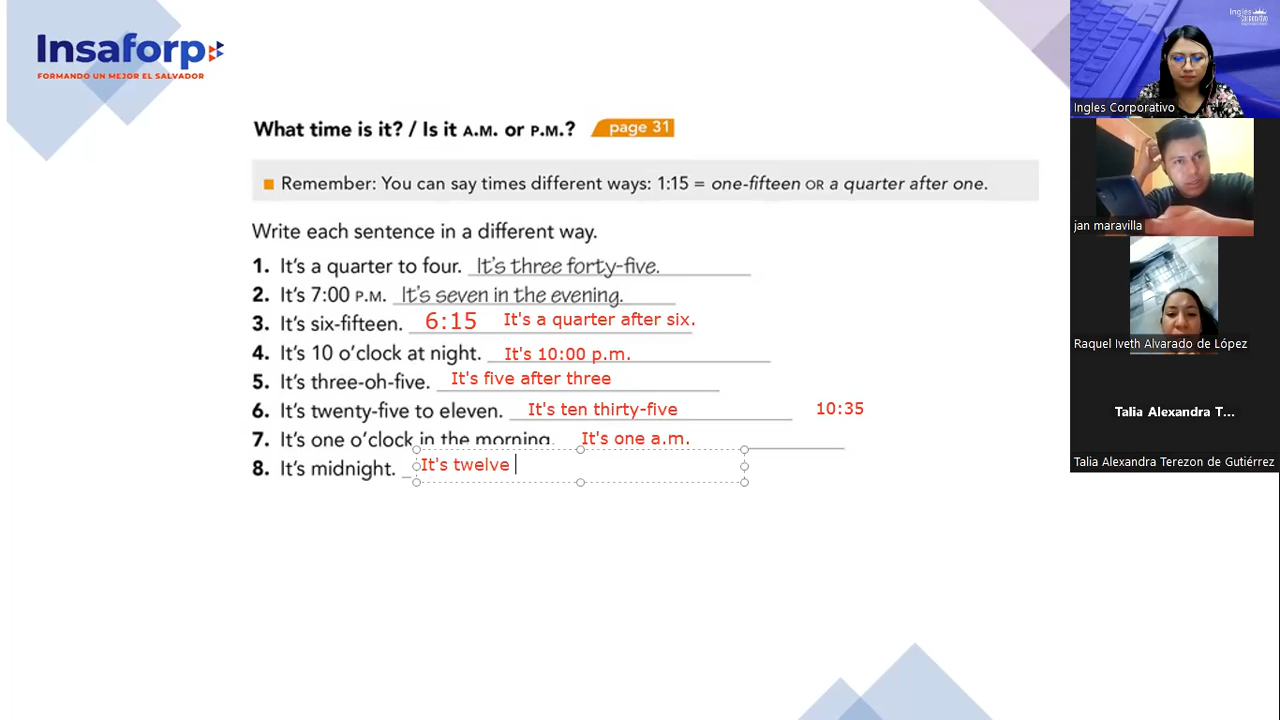 Insaforp
FORMANDO UN MEJOR EL SALVADOR
What time is it? / Is it A.M. or P.M.? page 31
Remember: You can say times different ways: 1:15 = one-fifteen OR a quarter after one.
Write each sentence in a different way.
1. It's a quarter to four. It's three forty-five.
2. It's 7:00 P.M. It's seven in the evening.
3. It's six-fifteen. 6:15 It's a quarter after six.
4. It's 10 o'clock at night. It's 10:00 p.m.
5. It's three-oh-five. It's five after three
6. It's twenty-five to eleven. It's ten thirty-five 10:35
7. It's one o'clock in the morning. It's one a.m.
8. It's midnight. It's twelve
Ingles Corporativo
jan maravilla
Raquel Iveth Alvarado de López
Talia Alexandra T...
Talia Alexandra Terezon de Gutiérrez